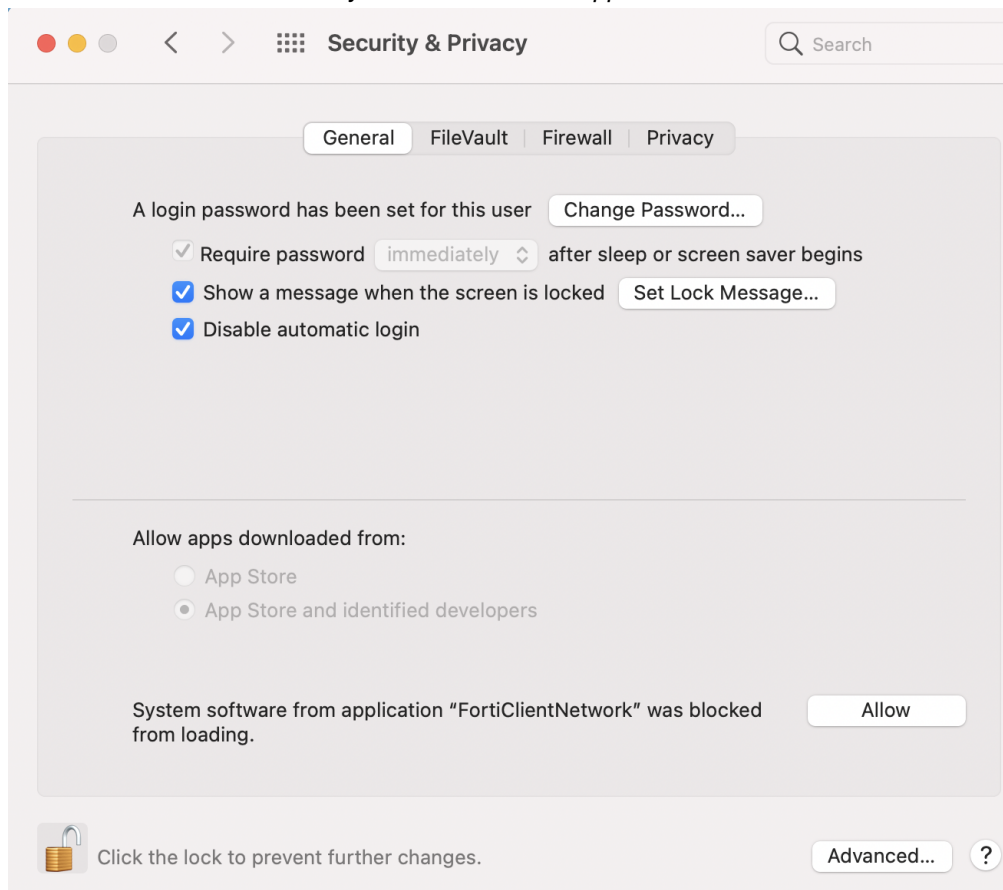 Security & Privacy
Search
General
FileVault
Firewall
Privacy
A login password has been set for this user
Change Password...
Require password
immediately
after sleep or screen saver begins
Show a message when the screen is locked
Set Lock Message...
Disable automatic login
Allow apps downloaded from:
App Store
App Store and identified developers
System software from application “FortiClientNetwork” was blocked
from loading.
Allow
Click the lock to prevent further changes.
Advanced...
?